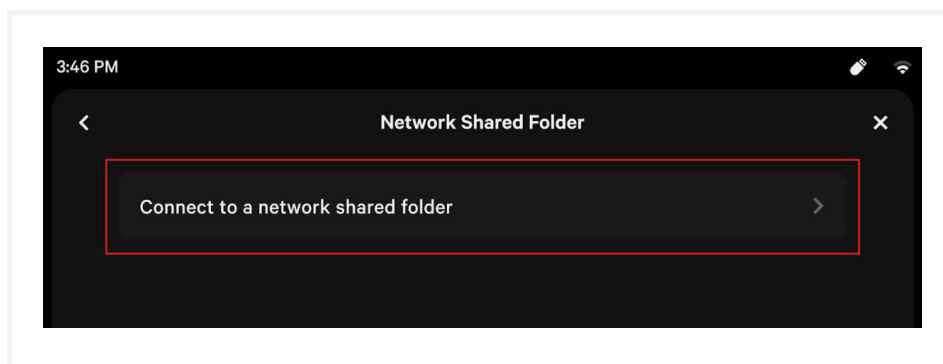 3:46 PM
Network Shared Folder
Connect to a network shared folder